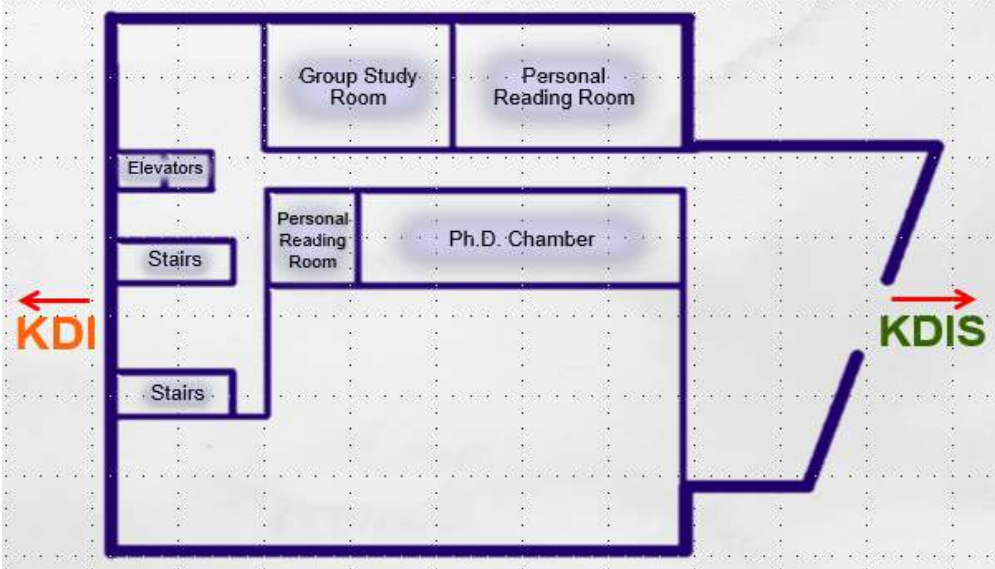 Group Study
Room
Personal
Reading Room
Elevators
Personal
Reading
Room
Ph.D. Chamber
Stairs
KDI
KDIS
Stairs